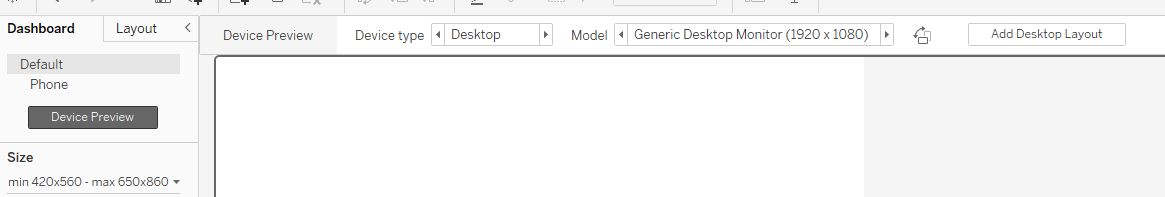 Dashboard
Layout
Default
Phone
Device Preview
Size
min 420x560 - max 650x860
Device Preview
Device type
Desktop
Model
Generic Desktop Monitor (1920 x 1080)
Add Desktop Layout